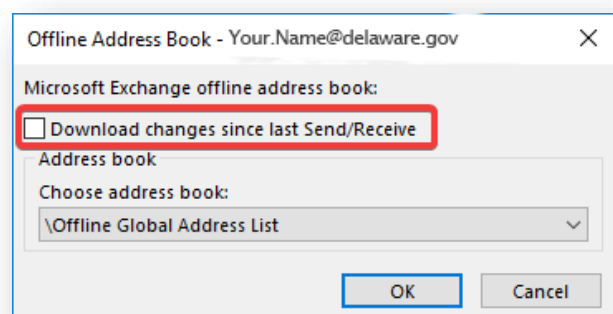 Offline Address Book - Your.Name@delaware.gov
Microsoft Exchange offline address book:
Download changes since last Send/Receive
Address book
Choose address book:
\Offline Global Address List
OK Cancel